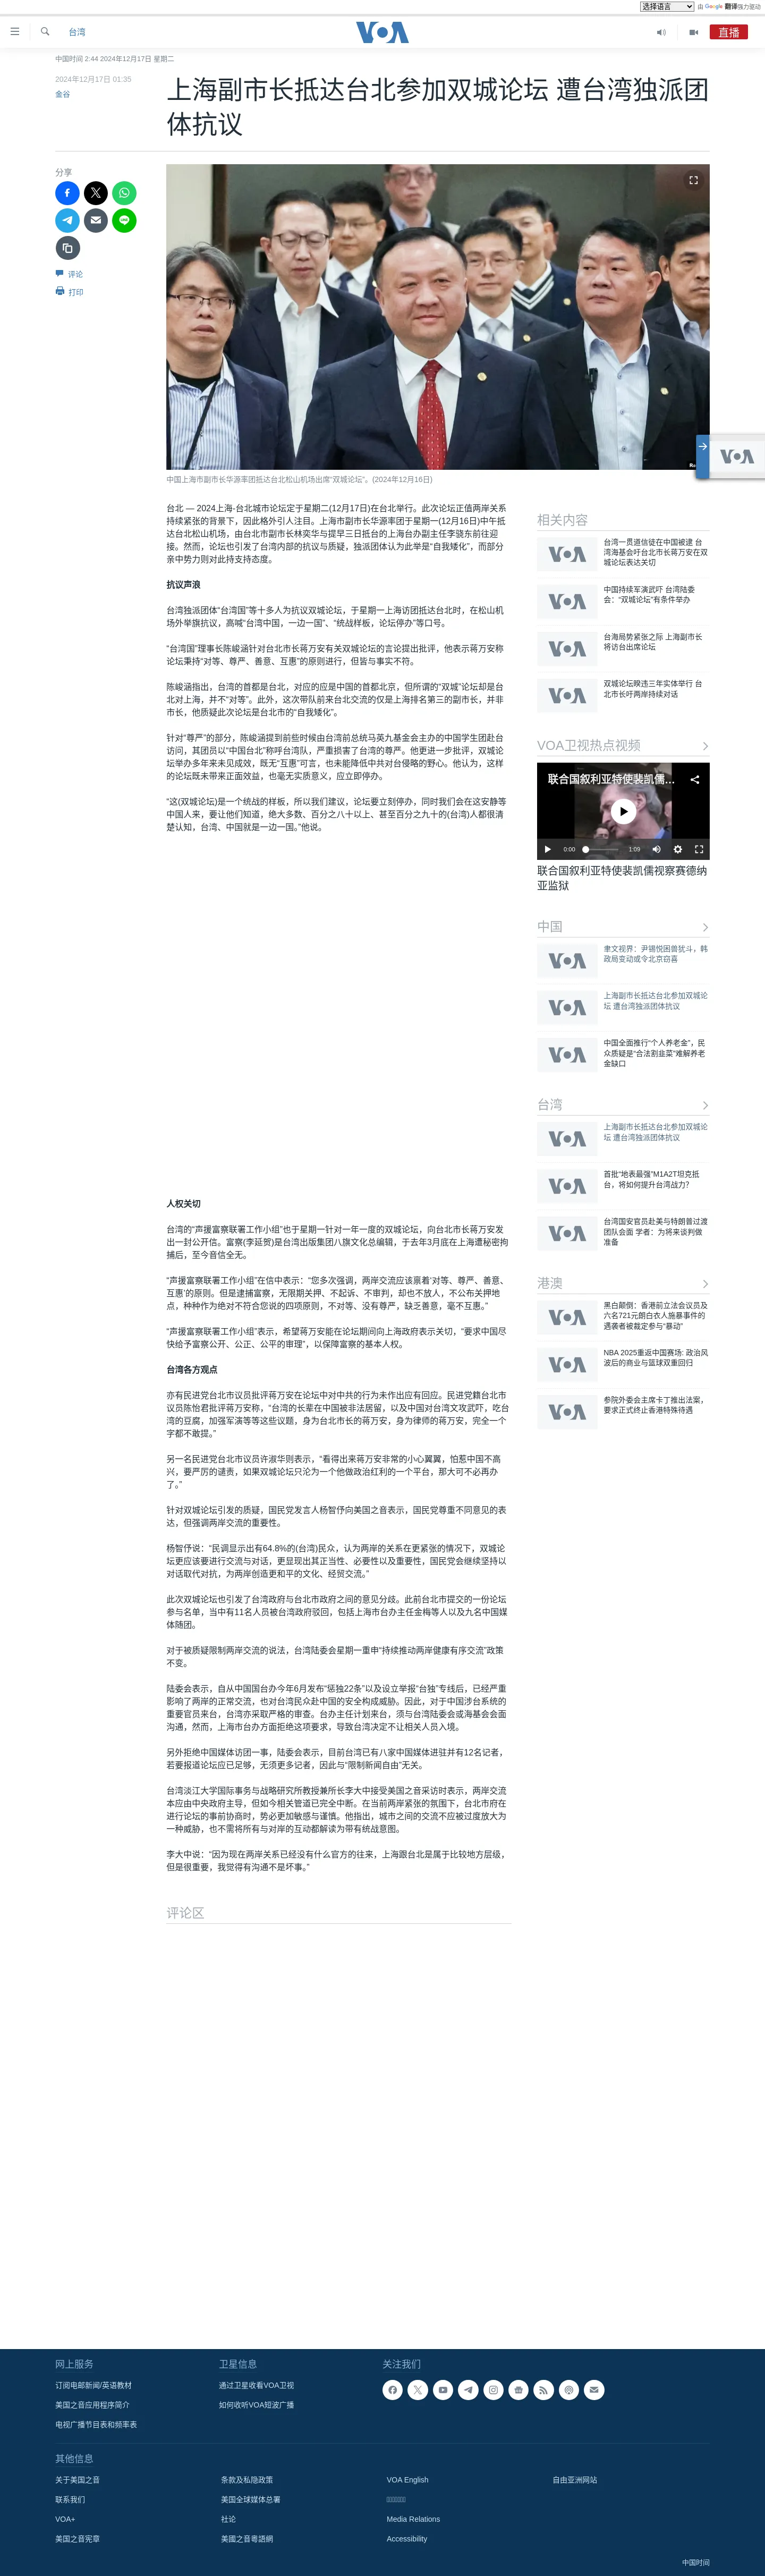 选择语言 由 Google 翻译强力驱动
台湾
VOA
直播
中国时间 2:44 2024年12月17日 星期二
2024年12月17日 01:35
金谷
上海副市长抵达台北参加双城论坛 遭台湾独派团
体抗议
分享
评论
打印
中国上海市副市长华源率团抵达台北松山机场出席“双城论坛”。(2024年12月16日)
台北 — 2024上海-台北城市论坛定于星期二(12月17日)在台北举行。此次论坛正值两岸关系
持续紧张的背景下，因此格外引人注目。上海市副市长华源率团于星期一(12月16日)中午抵
达台北松山机场，由台北市副市长林奕华与提早三日抵台的上海台办副主任李骁东前往迎
接。然而，论坛也引发了台湾内部的抗议与质疑，独派团体认为此举是“自我矮化”，而部分
亲中势力则对此持支持态度。
抗议声浪
台湾独派团体“台湾国”等十多人为抗议双城论坛，于星期一上海访团抵达台北时，在松山机
场外举旗抗议，高喊“台湾中国，一边一国”、“统战样板，论坛停办”等口号。
“台湾国”理事长陈峻涵针对台北市长蒋万安有关双城论坛的言论提出批评，他表示蒋万安称
论坛秉持“对等、尊严、善意、互惠”的原则进行，但皆与事实不符。
陈峻涵指出，台湾的首都是台北，对应的应是中国的首都北京，但所谓的“双城”论坛却是台
北对上海，并不“对等”。此外，这次带队前来台北交流的仅是上海排名第三的副市长，并非
市长，他质疑此次论坛是台北市的“自我矮化”。
针对“尊严”的部分，陈峻涵提到前些时候由台湾前总统马英九基金会主办的中国学生团赴台
访问，其团员以“中国台北”称呼台湾队，严重损害了台湾的尊严。他更进一步批评，双城论
坛举办多年来未见成效，既无“互惠”可言，也未能降低中共对台侵略的野心。他认为，这样
的论坛既未带来正面效益，也毫无实质意义，应立即停办。
“这(双城论坛)是一个统战的样板，所以我们建议，论坛要立刻停办，同时我们会在这安静等
中国人来，要让他们知道，绝大多数、百分之八十以上、甚至百分之九十的(台湾)人都很清
楚认知，台湾、中国就是一边一国。”他说。
人权关切
台湾的“声援富察联署工作小组”也于星期一针对一年一度的双城论坛，向台北市长蒋万安发
出一封公开信。富察(李延贺)是台湾出版集团八旗文化总编辑，于去年3月底在上海遭秘密拘
捕后，至今音信全无。
“声援富察联署工作小组”在信中表示：“您多次强调，两岸交流应该禀着‘对等、尊严、善意、
互惠’的原则。但是逮捕富察，无限期关押、不起诉、不审判，却也不放人，不公布关押地
点，种种作为绝对不符合您说的四项原则，不对等、没有尊严，缺乏善意，毫不互惠。”
“声援富察联署工作小组”表示，希望蒋万安能在论坛期间向上海政府表示关切，“要求中国尽
快给予富察公开、公正、公平的审理”，以保障富察的基本人权。
台湾各方观点
亦有民进党台北市议员批评蒋万安在论坛中对中共的行为未作出应有回应。民进党籍台北市
议员陈怡君批评蒋万安称，“台湾的长辈在中国被非法居留，以及中国对台湾文攻武吓，吃台
湾的豆腐，加强军演等等这些议题，身为台北市长的蒋万安，身为律师的蒋万安，完全一个
字都不敢提。”
另一名民进党台北市议员许淑华则表示，“看得出来蒋万安非常的小心翼翼，怕惹中国不高
兴，要严厉的谴责，如果双城论坛只沦为一个他做政治红利的一个平台，那大可不必再办
了。”
针对双城论坛引发的质疑，国民党发言人杨智伃向美国之音表示，国民党尊重不同意见的表
达，但强调两岸交流的重要性。
杨智伃说：“民调显示出有64.8%的(台湾)民众，认为两岸的关系在更紧张的情况下，双城论
坛更应该要进行交流与对话，更显现出其正当性、必要性以及重要性，国民党会继续坚持以
对话取代对抗，为两岸创造更和平的文化、经贸交流。”
此次双城论坛也引发了台湾政府与台北市政府之间的意见分歧。此前台北市提交的一份论坛
参与名单，当中有11名人员被台湾政府驳回，包括上海市台办主任金梅等人以及九名中国媒
体随团。
对于被质疑限制两岸交流的说法，台湾陆委会星期一重申“持续推动两岸健康有序交流”政策
不变。
陆委会表示，自从中国国台办今年6月发布“惩独22条”以及设立举报“台独”专线后，已经严重
影响了两岸的正常交流，也对台湾民众赴中国的安全构成威胁。因此，对于中国涉台系统的
重要官员来台，台湾亦采取严格的审查。台办主任计划来台，须与台湾陆委会或海基会会面
沟通，然而，上海市台办方面拒绝这项要求，导致台湾决定不让相关人员入境。
另外拒绝中国媒体访团一事，陆委会表示，目前台湾已有八家中国媒体进驻并有12名记者，
若要报道论坛应已足够，无须更多记者，因此与“限制新闻自由”无关。
台湾淡江大学国际事务与战略研究所教授兼所长李大中接受美国之音采访时表示，两岸交流
本应由中央政府主导，但如今相关管道已完全中断。在当前两岸紧张的氛围下，台北市府在
进行论坛的事前协商时，势必更加敏感与谨慎。他指出，城市之间的交流不应被过度放大为
一种威胁，也不需将所有与对岸的互动都解读为带有统战意图。
李大中说：“因为现在两岸关系已经没有什么官方的往来，上海跟台北是属于比较地方层级，
但是很重要，我觉得有沟通不是坏事。”
评论区
相关内容
台湾一贯道信徒在中国被逮 台
湾海基会吁台北市长蒋万安在双
城论坛表达关切
中国持续军演武吓 台湾陆委
会：“双城论坛”有条件举办
台海局势紧张之际 上海副市长
将访台出席论坛
双城论坛睽违三年实体举行 台
北市长吁两岸持续对话
VOA卫视热点视频
联合国叙利亚特使裴凯儒...
0:00 1:09
联合国叙利亚特使裴凯儒视察赛德纳
亚监狱
中国
聿文视界：尹锡悦困兽犹斗，韩
政局变动或令北京窃喜
上海副市长抵达台北参加双城论
坛 遭台湾独派团体抗议
中国全面推行“个人养老金”，民
众质疑是“合法割韭菜”难解养老
金缺口
台湾
上海副市长抵达台北参加双城论
坛 遭台湾独派团体抗议
首批“地表最强”M1A2T坦克抵
台，将如何提升台湾战力？
台湾国安官员赴美与特朗普过渡
团队会面 学者：为将来谈判做
准备
港澳
黑白颠倒：香港前立法会议员及
六名721元朗白衣人施暴事件的
遇袭者被裁定参与“暴动”
NBA 2025重返中国赛场: 政治风
波后的商业与篮球双重回归
参院外委会主席卡丁推出法案，
要求正式终止香港特殊待遇
网上服务
订阅电邮新闻/英语教材
美国之音应用程序简介
电视广播节目表和频率表
卫星信息
通过卫星收看VOA卫视
如何收听VOA短波广播
关注我们
其他信息
关于美国之音
联系我们
VOA+
美国之音宪章
条款及私隐政策
美国全球媒体总署
社论
美國之音粵語網
VOA English
Media Relations
Accessibility
自由亚洲网站
中国时间